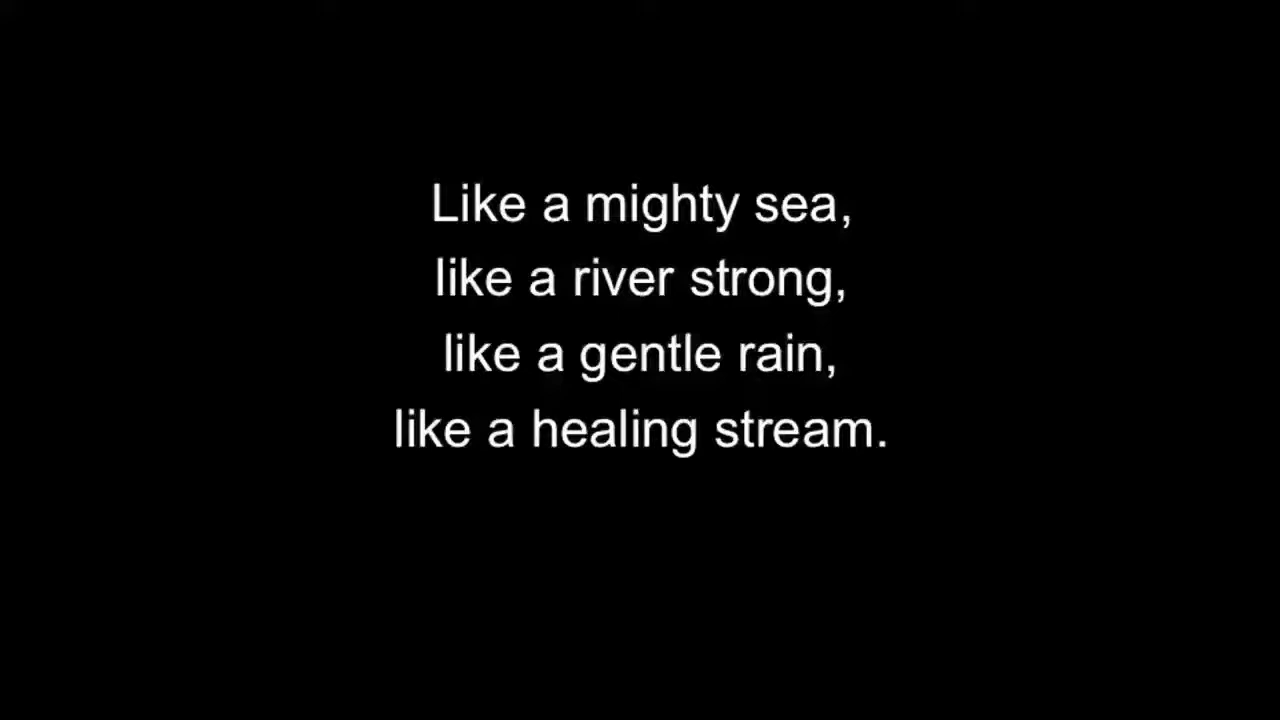 Like a mighty sea,
like a river strong,
like a gentle rain,
like a healing stream.